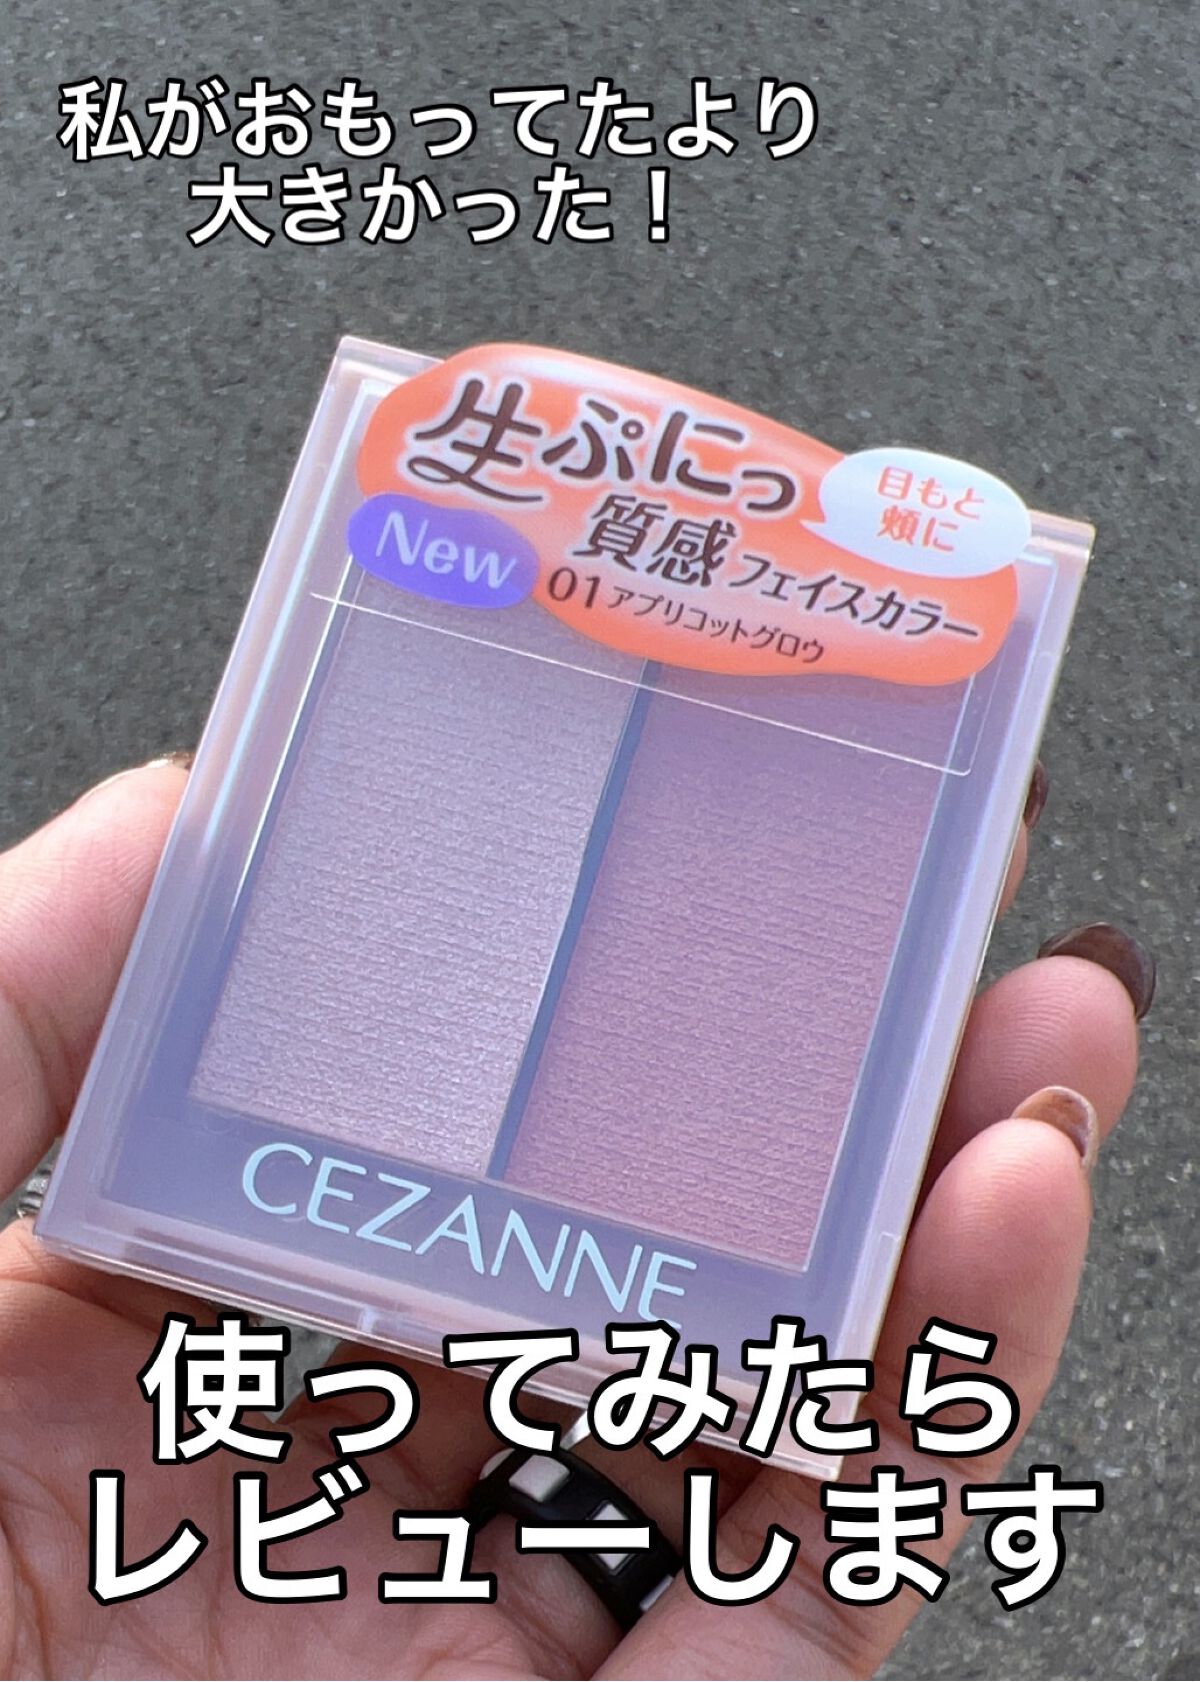 私がおもってたより
大きかった！
生ぷにっ
質感フェイスカラー
目もと
頬に
New
01アプリコットグロウ
CEZANNE
使ってみたら
レビューします